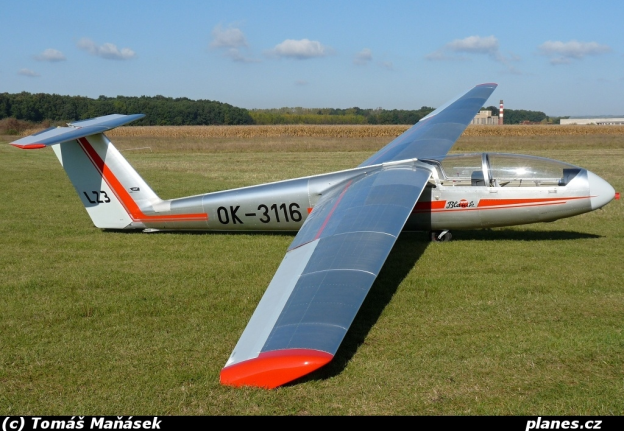 LZ3
OK-3116
Blaník
(c) Tomáš Maňásek
planes.cz